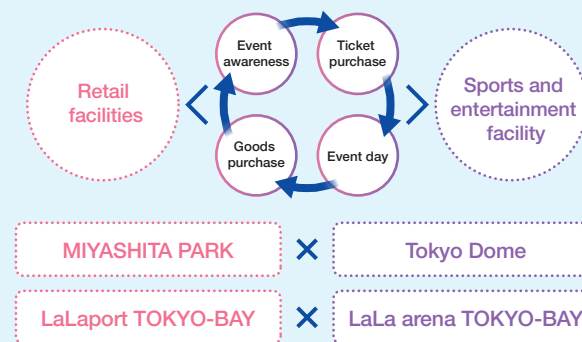 Retail
facilities
Event
awareness
Ticket
purchase
Goods
purchase
Event day
Sports and
entertainment
facility
MIYASHITA PARK
×
Tokyo Dome
LaLaport TOKYO-BAY
×
LaLa arena TOKYO-BAY